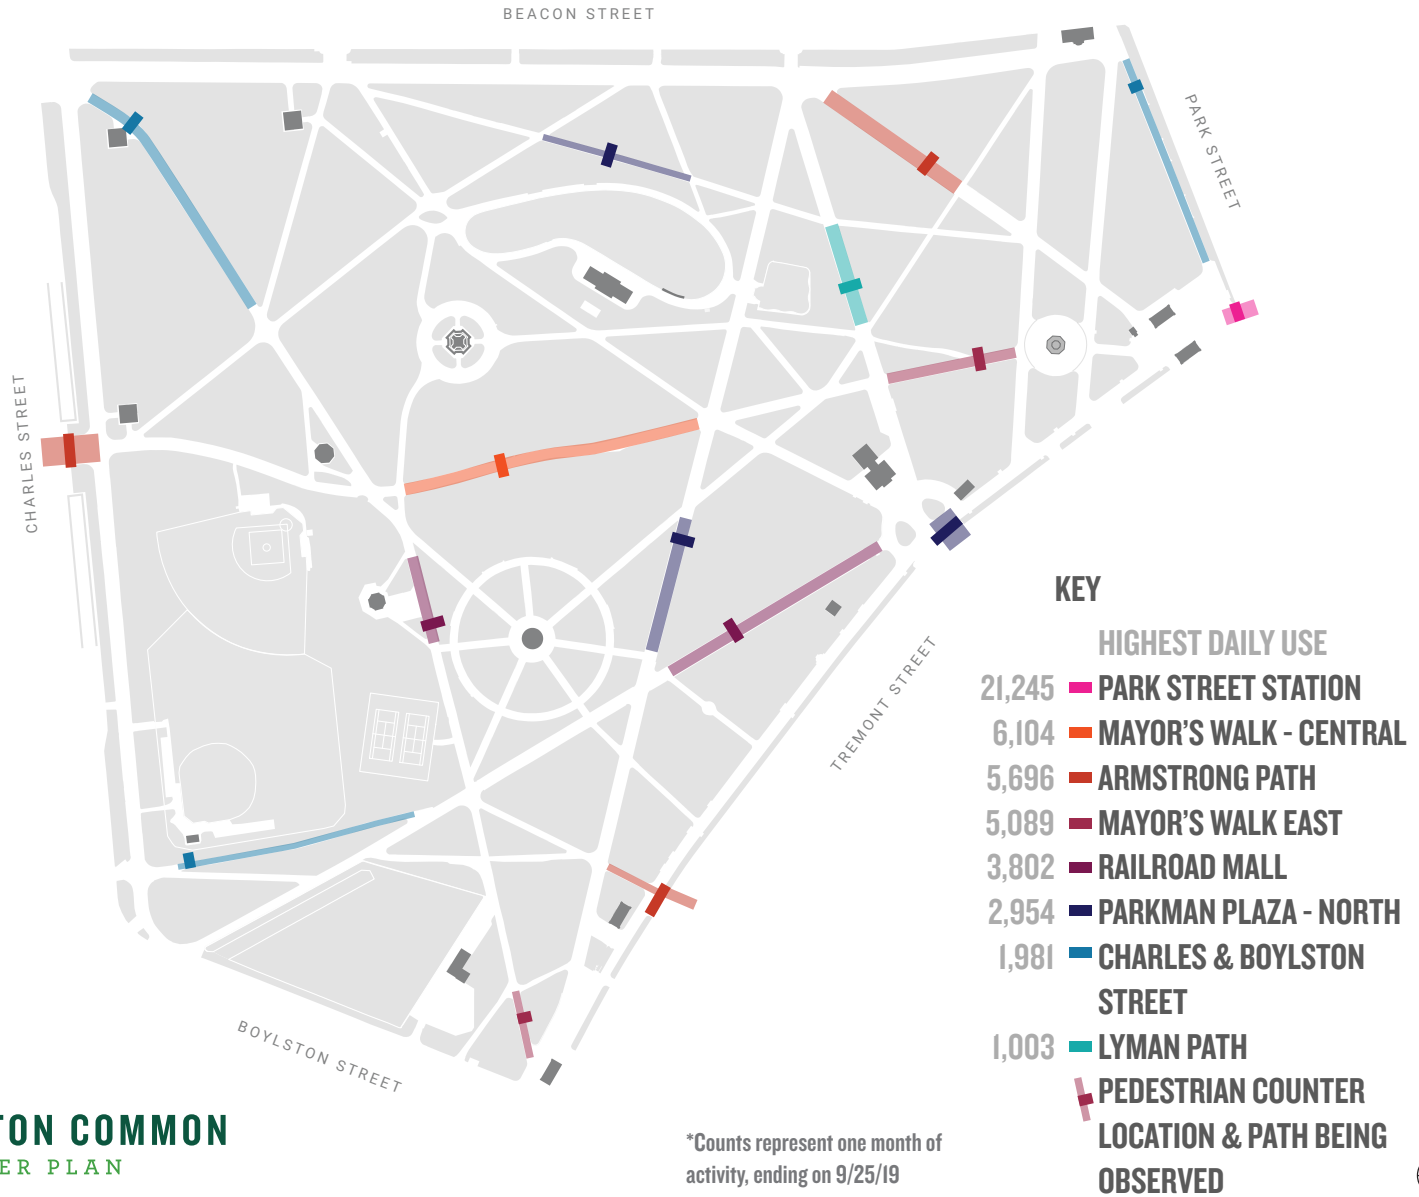 BEACON STREET
PARK STREET
CHARLES STREET
TREMONT STREET
BOYLSTON STREET
KEY
HIGHEST DAILY USE
21,245 PARK STREET STATION
6,104 MAYOR'S WALK - CENTRAL
5,696 ARMSTRONG PATH
5,089 MAYOR'S WALK EAST
3,802 RAILROAD MALL
2,954 PARKMAN PLAZA - NORTH
1,981 CHARLES & BOYLSTON
STREET
1,003 LYMAN PATH
PEDESTRIAN COUNTER
LOCATION & PATH BEING
OBSERVED
*Counts represent one month of
activity, ending on 9/25/19
TON COMMON
ER PLAN